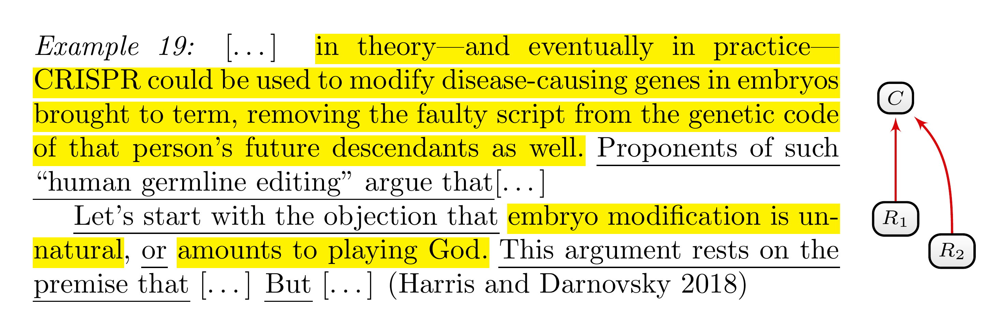 Example 19: […] in theory—and eventually in practice—
CRISPR could be used to modify disease-causing genes in embryos
brought to term, removing the faulty script from the genetic code
of that person’s future descendants as well. Proponents of such
“human germline editing” argue that[…]
Let’s start with the objection that embryo modification is un-
natural, or amounts to playing God. This argument rests on the
premise that […] But […] (Harris and Darnovsky 2018)
C
R1
R2